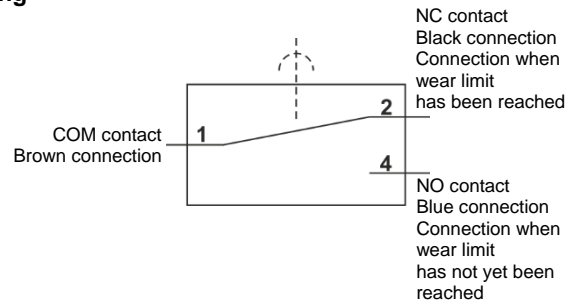 NC contact
Black connection
Connection when
wear limit
has been reached
2
COM contact
Brown connection
1
4
NO contact
Blue connection
Connection when
wear limit
has not yet been
reached